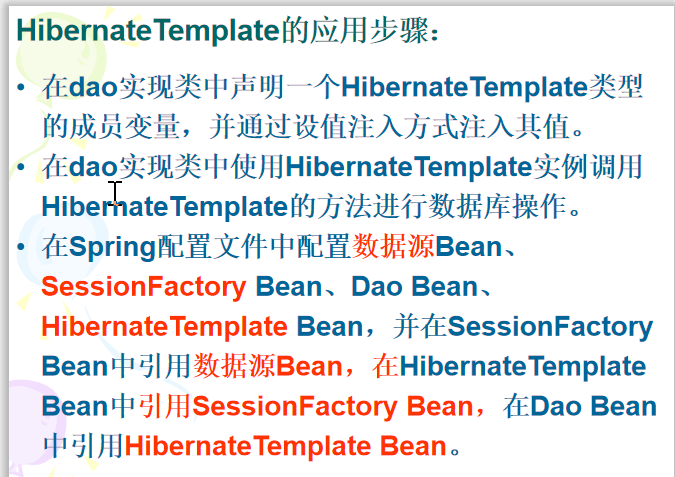 HibernateTemplate的应用步骤：
• 在dao实现类中声明一个HibernateTemplate类型
的成员变量，并通过设值注入方式注入其值。
• 在dao实现类中使用HibernateTemplate实例调用
HibernateTemplate的方法进行数据库操作。
• 在Spring配置文件中配置数据源Bean、
SessionFactory Bean、Dao Bean、
HibernateTemplate Bean，并在SessionFactory
Bean中引用数据源Bean，在HibernateTemplate
Bean中引用SessionFactory Bean，在Dao Bean
中引用HibernateTemplate Bean。